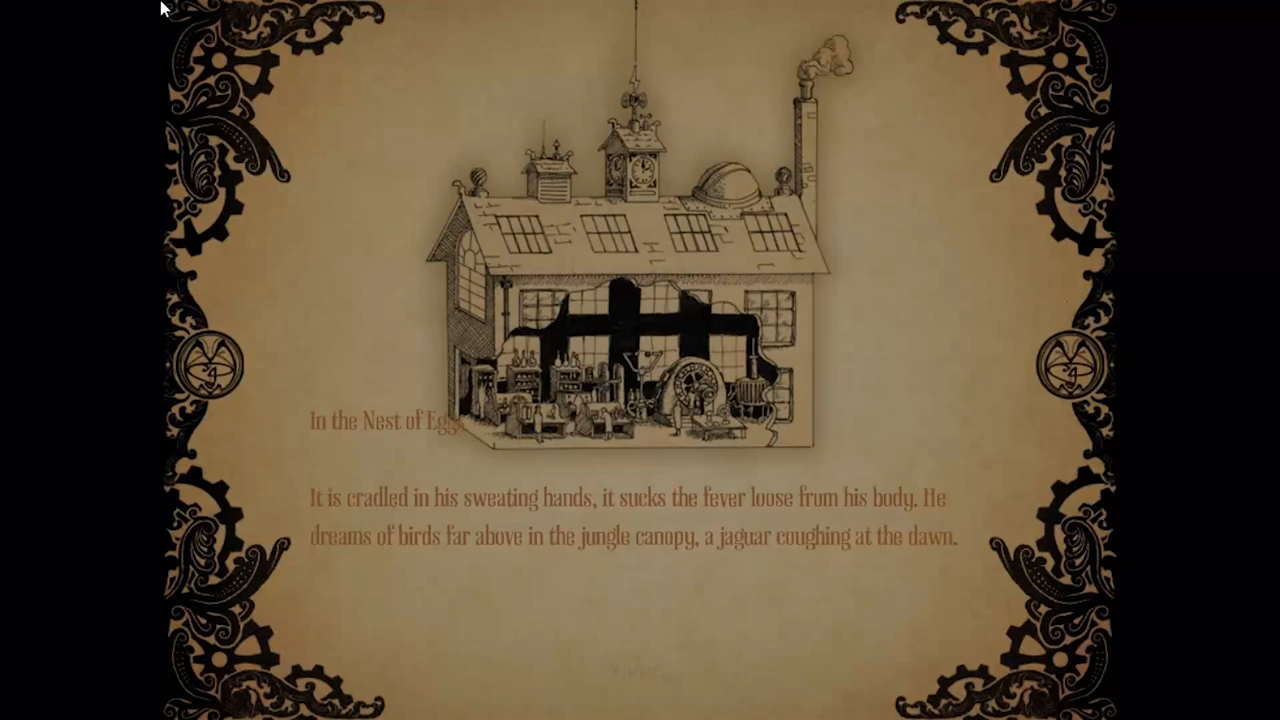 In the Nest of Eggs
It is cradled in his sweating hands, it sucks the fever loose from his body. He
dreams of birds far above in the jungle canopy, a jaguar coughing at the dawn.